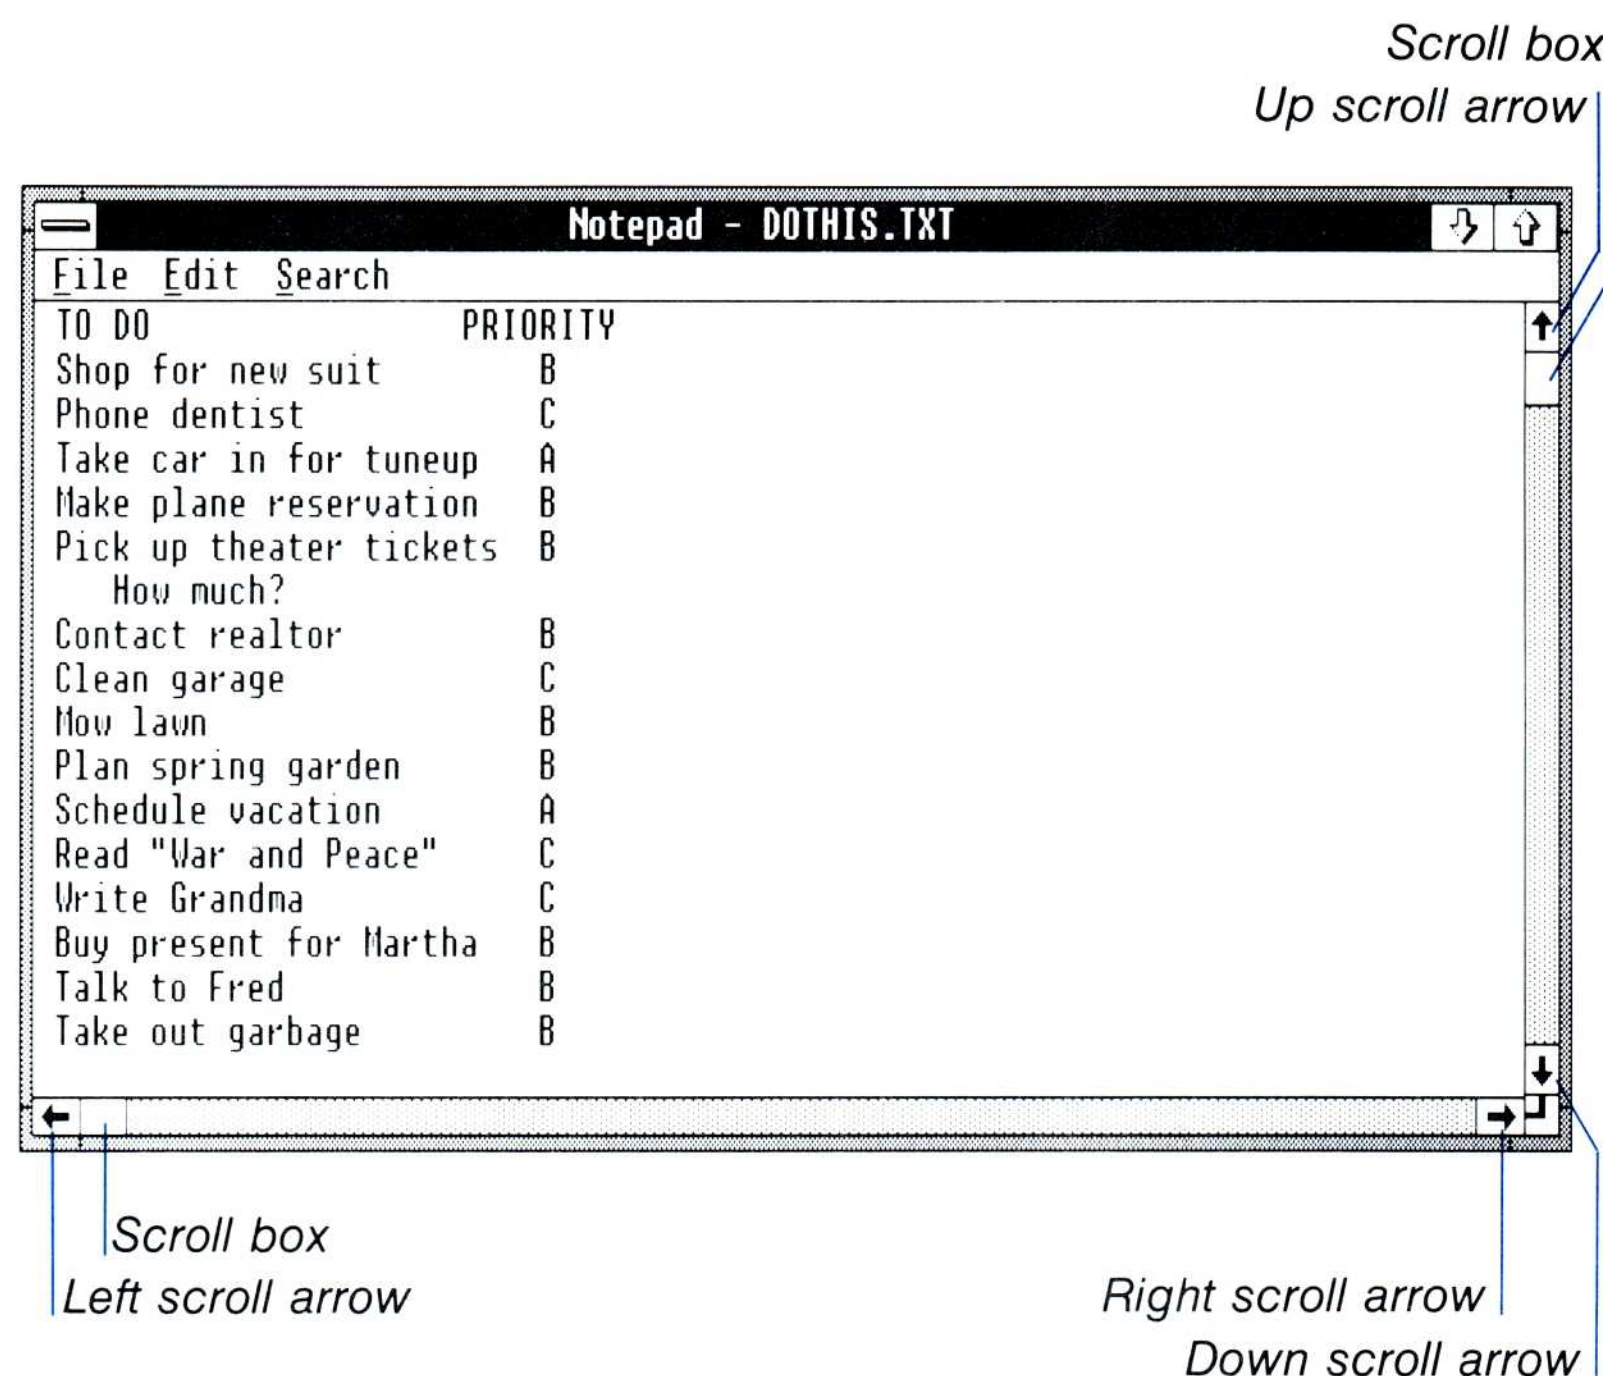 Scroll box
Up scroll arrow
Notepad - DOTHIS.TXT
File Edit Search
TO DO PRIORITY
Shop for new suit B
Phone dentist C
Take car in for tuneup A
Make plane reservation B
Pick up theater tickets B
How much?
Contact realtor B
Clean garage C
Mow lawn B
Plan spring garden B
Schedule vacation A
Read "War and Peace" C
Write Grandma C
Buy present for Martha B
Talk to Fred B
Take out garbage B
Scroll box
Left scroll arrow
Right scroll arrow
Down scroll arrow